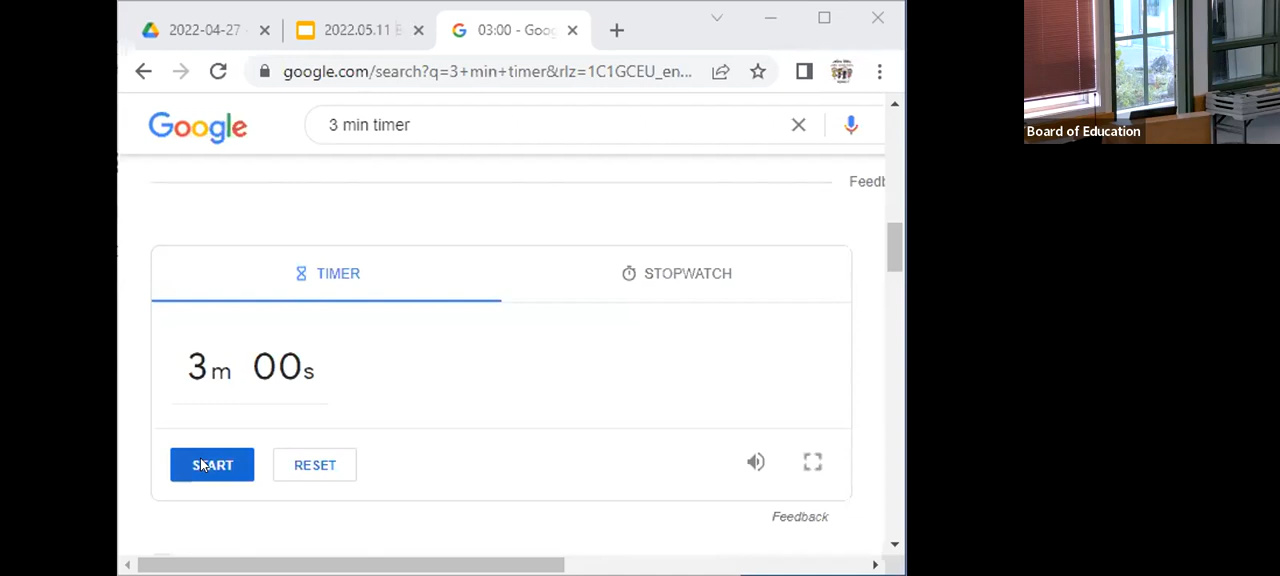 2022-04-27
2022.05.11
03:00 - Goo
google.com/search?q=3+min+timer&rlz=1C1GCEU_en...
Google
3 min timer
Feedb
TIMER
STOPWATCH
3m 00s
START
RESET
Feedback
Board of Education